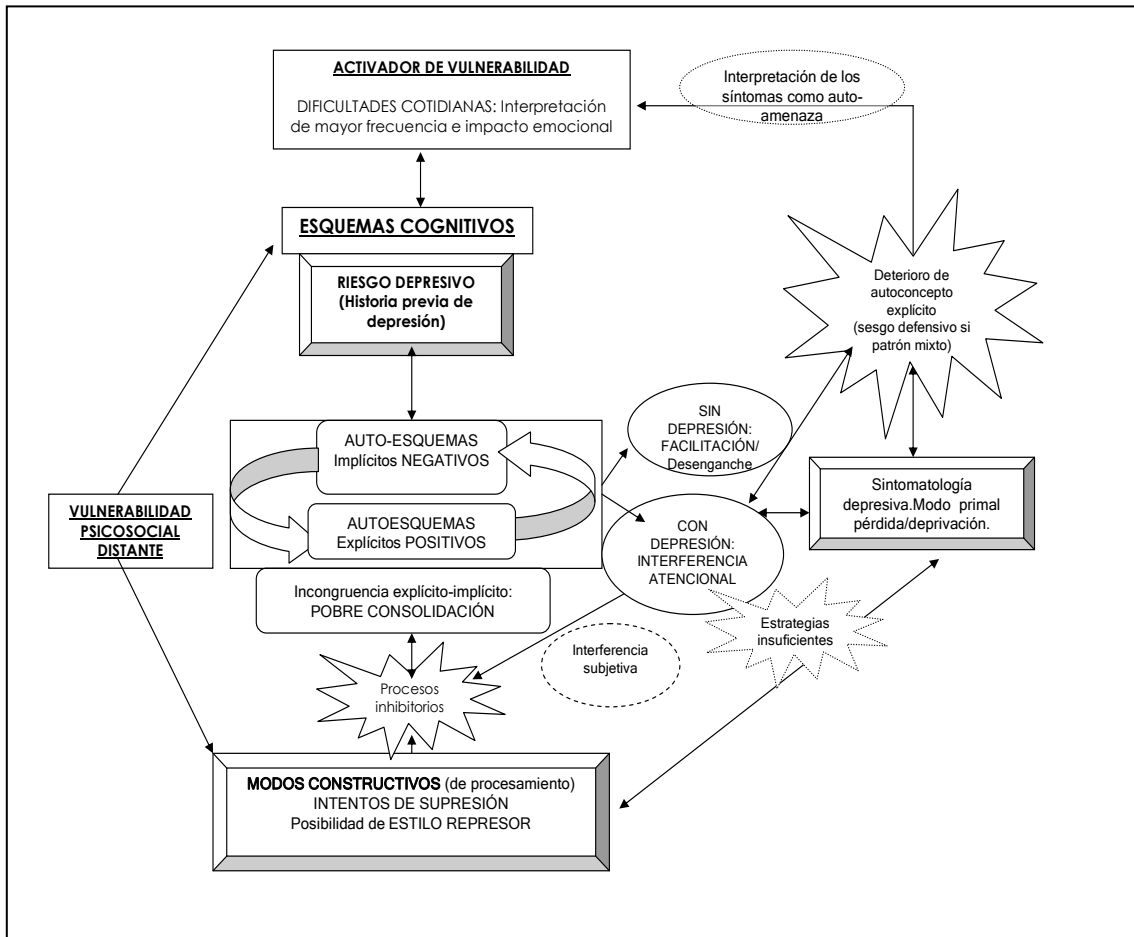 ACTIVADOR DE VULNERABILIDAD
DIFICULTADES COTIDIANAS: Interpretación
de mayor frecuencia e impacto emocional
Interpretación de los
síntomas como auto-
amenaza
ESQUEMAS COGNITIVOS
RIESGO DEPRESIVO
(Historia previa de
depresión)
Deterioro de
autoconcepto
explícito
(sesgo defensivo si
patrón mixto)
AUTO-ESQUEMAS
Implícitos NEGATIVOS
AUTOESQUEMAS
Explícitos POSITIVOS
SIN
DEPRESIÓN:
FACILITACIÓN/
Desenganche
VULNERABILIDAD
PSICOSOCIAL
DISTANTE
CON
DEPRESIÓN:
INTERFERENCIA
ATENCIONAL
Sintomatología
depresiva.Modo primal
pérdida/deprivación.
Incongruencia explícito-implícito:
POBRE CONSOLIDACIÓN
Estrategias
insuficientes
Interferencia
subjetiva
Procesos
inhibitorios
MODOS CONSTRUCTIVOS (de procesamiento)
INTENTOS DE SUPRESIÓN
Posibilidad de ESTILO REPRESOR